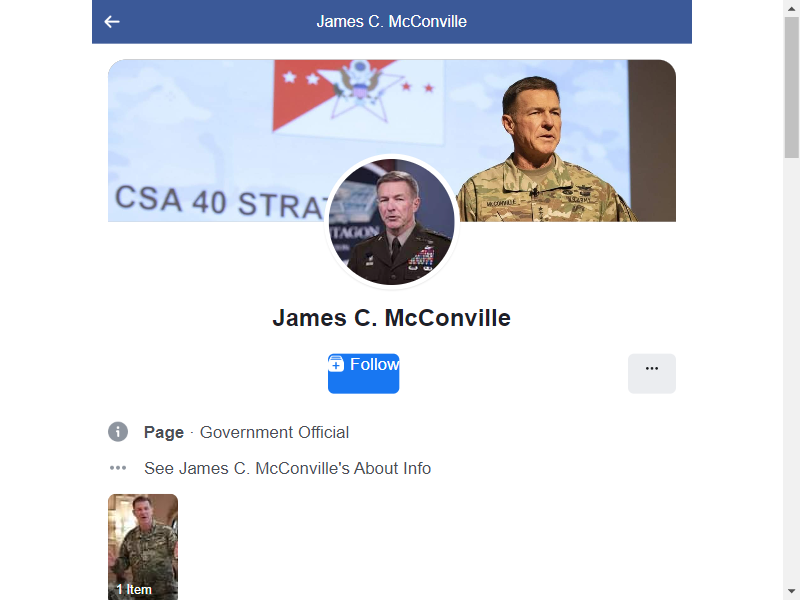 James C. McConville
CSA 40 STRAT
MCCONVILLE
U.S. ARMY
TAGON
James C. McConville
Follow
...
Page · Government Official
See James C. McConville's About Info
1 Item